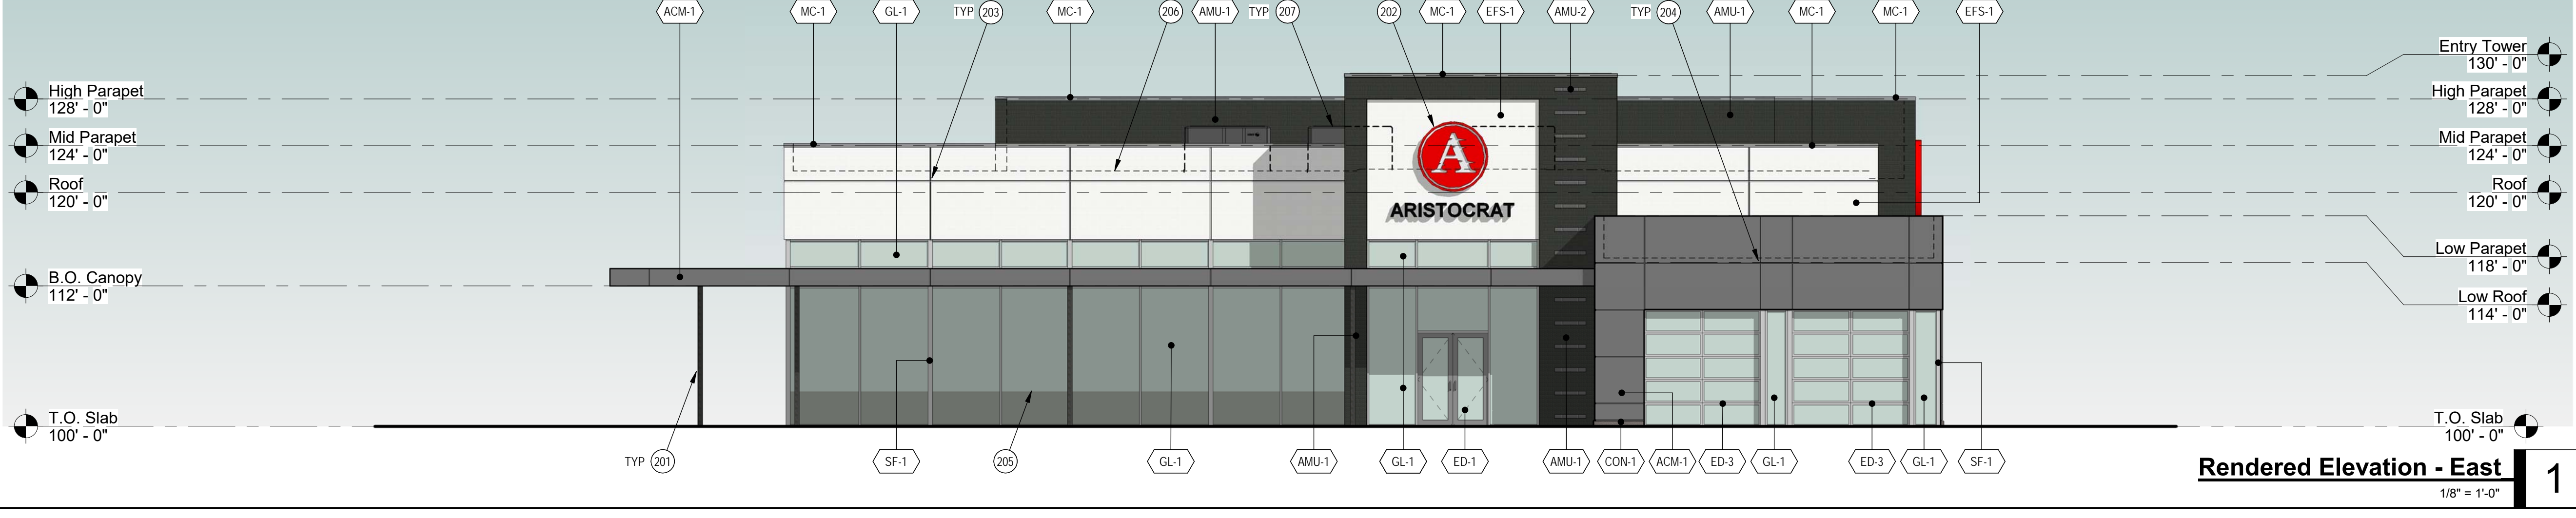 ACM-1
MC-1
GL-1
TYP 203
MC-1
206
AMU-1
TYP 207
202
MC-1
EFS-1
AMU-2
TYP 204
AMU-1
MC-1
MC-1
EFS-1
High Parapet
128' - 0"
Mid Parapet
124' - 0"
Roof
120' - 0"
B.O. Canopy
112' - 0"
T.O. Slab
100' - 0"
A
ARISTOCRAT
Entry Tower
130' - 0"
High Parapet
128' - 0"
Mid Parapet
124' - 0"
Roof
120' - 0"
Low Parapet
118' - 0"
Low Roof
114' - 0"
T.O. Slab
100' - 0"
TYP 201
SF-1
205
GL-1
AMU-1
GL-1
ED-1
AMU-1
CON-1
ACM-1
ED-3
GL-1
ED-3
GL-1
SF-1
Rendered Elevation - East
1/8" = 1'-0"
1